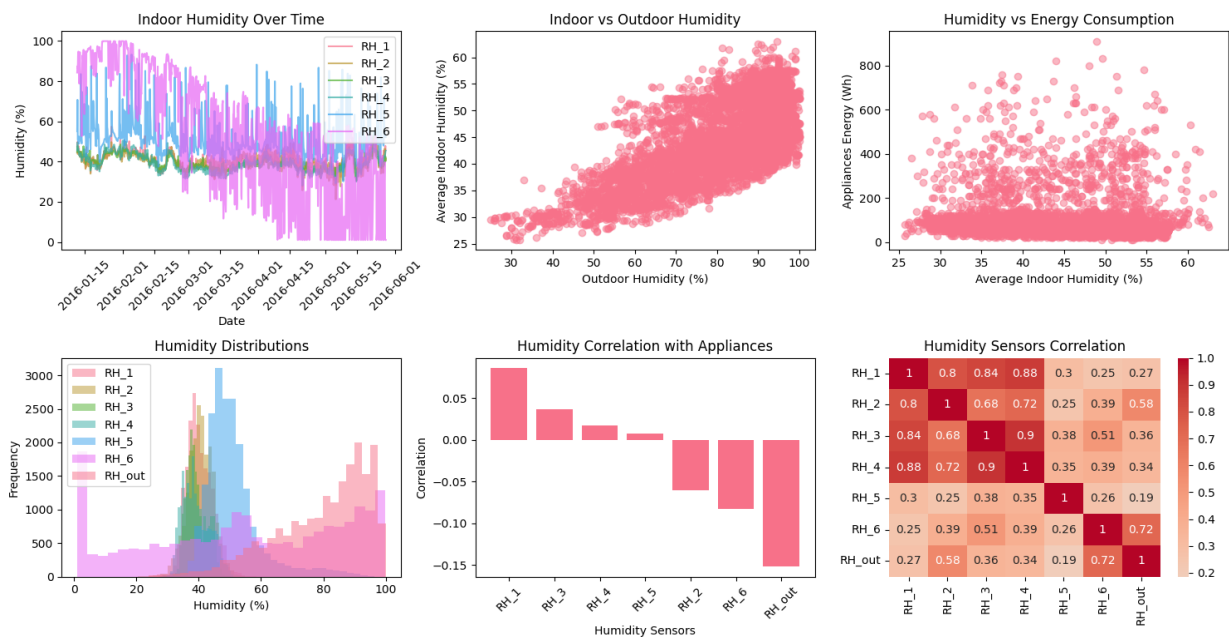 Indoor Humidity Over Time
Humidity (%)
100
80
60
40
20
0
RH_1
RH_2
RH_3
RH_4
RH_5
RH_6
2016-01-15
2016-02-01
2016-02-15
2016-03-01
2016-03-15
2016-04-01
2016-04-15
2016-05-01
2016-05-15
2016-06-01
Date
Indoor vs Outdoor Humidity
Average Indoor Humidity (%)
60
55
50
45
40
35
30
25
30 40 50 60 70 80 90 100
Outdoor Humidity (%)
Humidity vs Energy Consumption
Appliances Energy (Wh)
800
600
400
200
0
25 30 35 40 45 50 55 60
Average Indoor Humidity (%)
Humidity Distributions
Frequency
3000
2500
2000
1500
1000
500
0
RH_1
RH_2
RH_3
RH_4
RH_5
RH_6
RH_out
0 20 40 60 80 100
Humidity (%)
Humidity Correlation with Appliances
Correlation
0.05
0.00
−0.05
−0.10
−0.15
RH_1 RH_3 RH_4 RH_5 RH_2 RH_6 RH_out
Humidity Sensors
Humidity Sensors Correlation
RH_1 1 0.8 0.84 0.88 0.3 0.25 0.27
RH_2 0.8 1 0.68 0.72 0.25 0.39 0.58
RH_3 0.84 0.68 1 0.9 0.38 0.51 0.36
RH_4 0.88 0.72 0.9 1 0.35 0.39 0.34
RH_5 0.3 0.25 0.38 0.35 1 0.26 0.19
RH_6 0.25 0.39 0.51 0.39 0.26 1 0.72
RH_out 0.27 0.58 0.36 0.34 0.19 0.72 1
RH_1 RH_2 RH_3 RH_4 RH_5 RH_6 RH_out
1.0
0.9
0.8
0.7
0.6
0.5
0.4
0.3
0.2